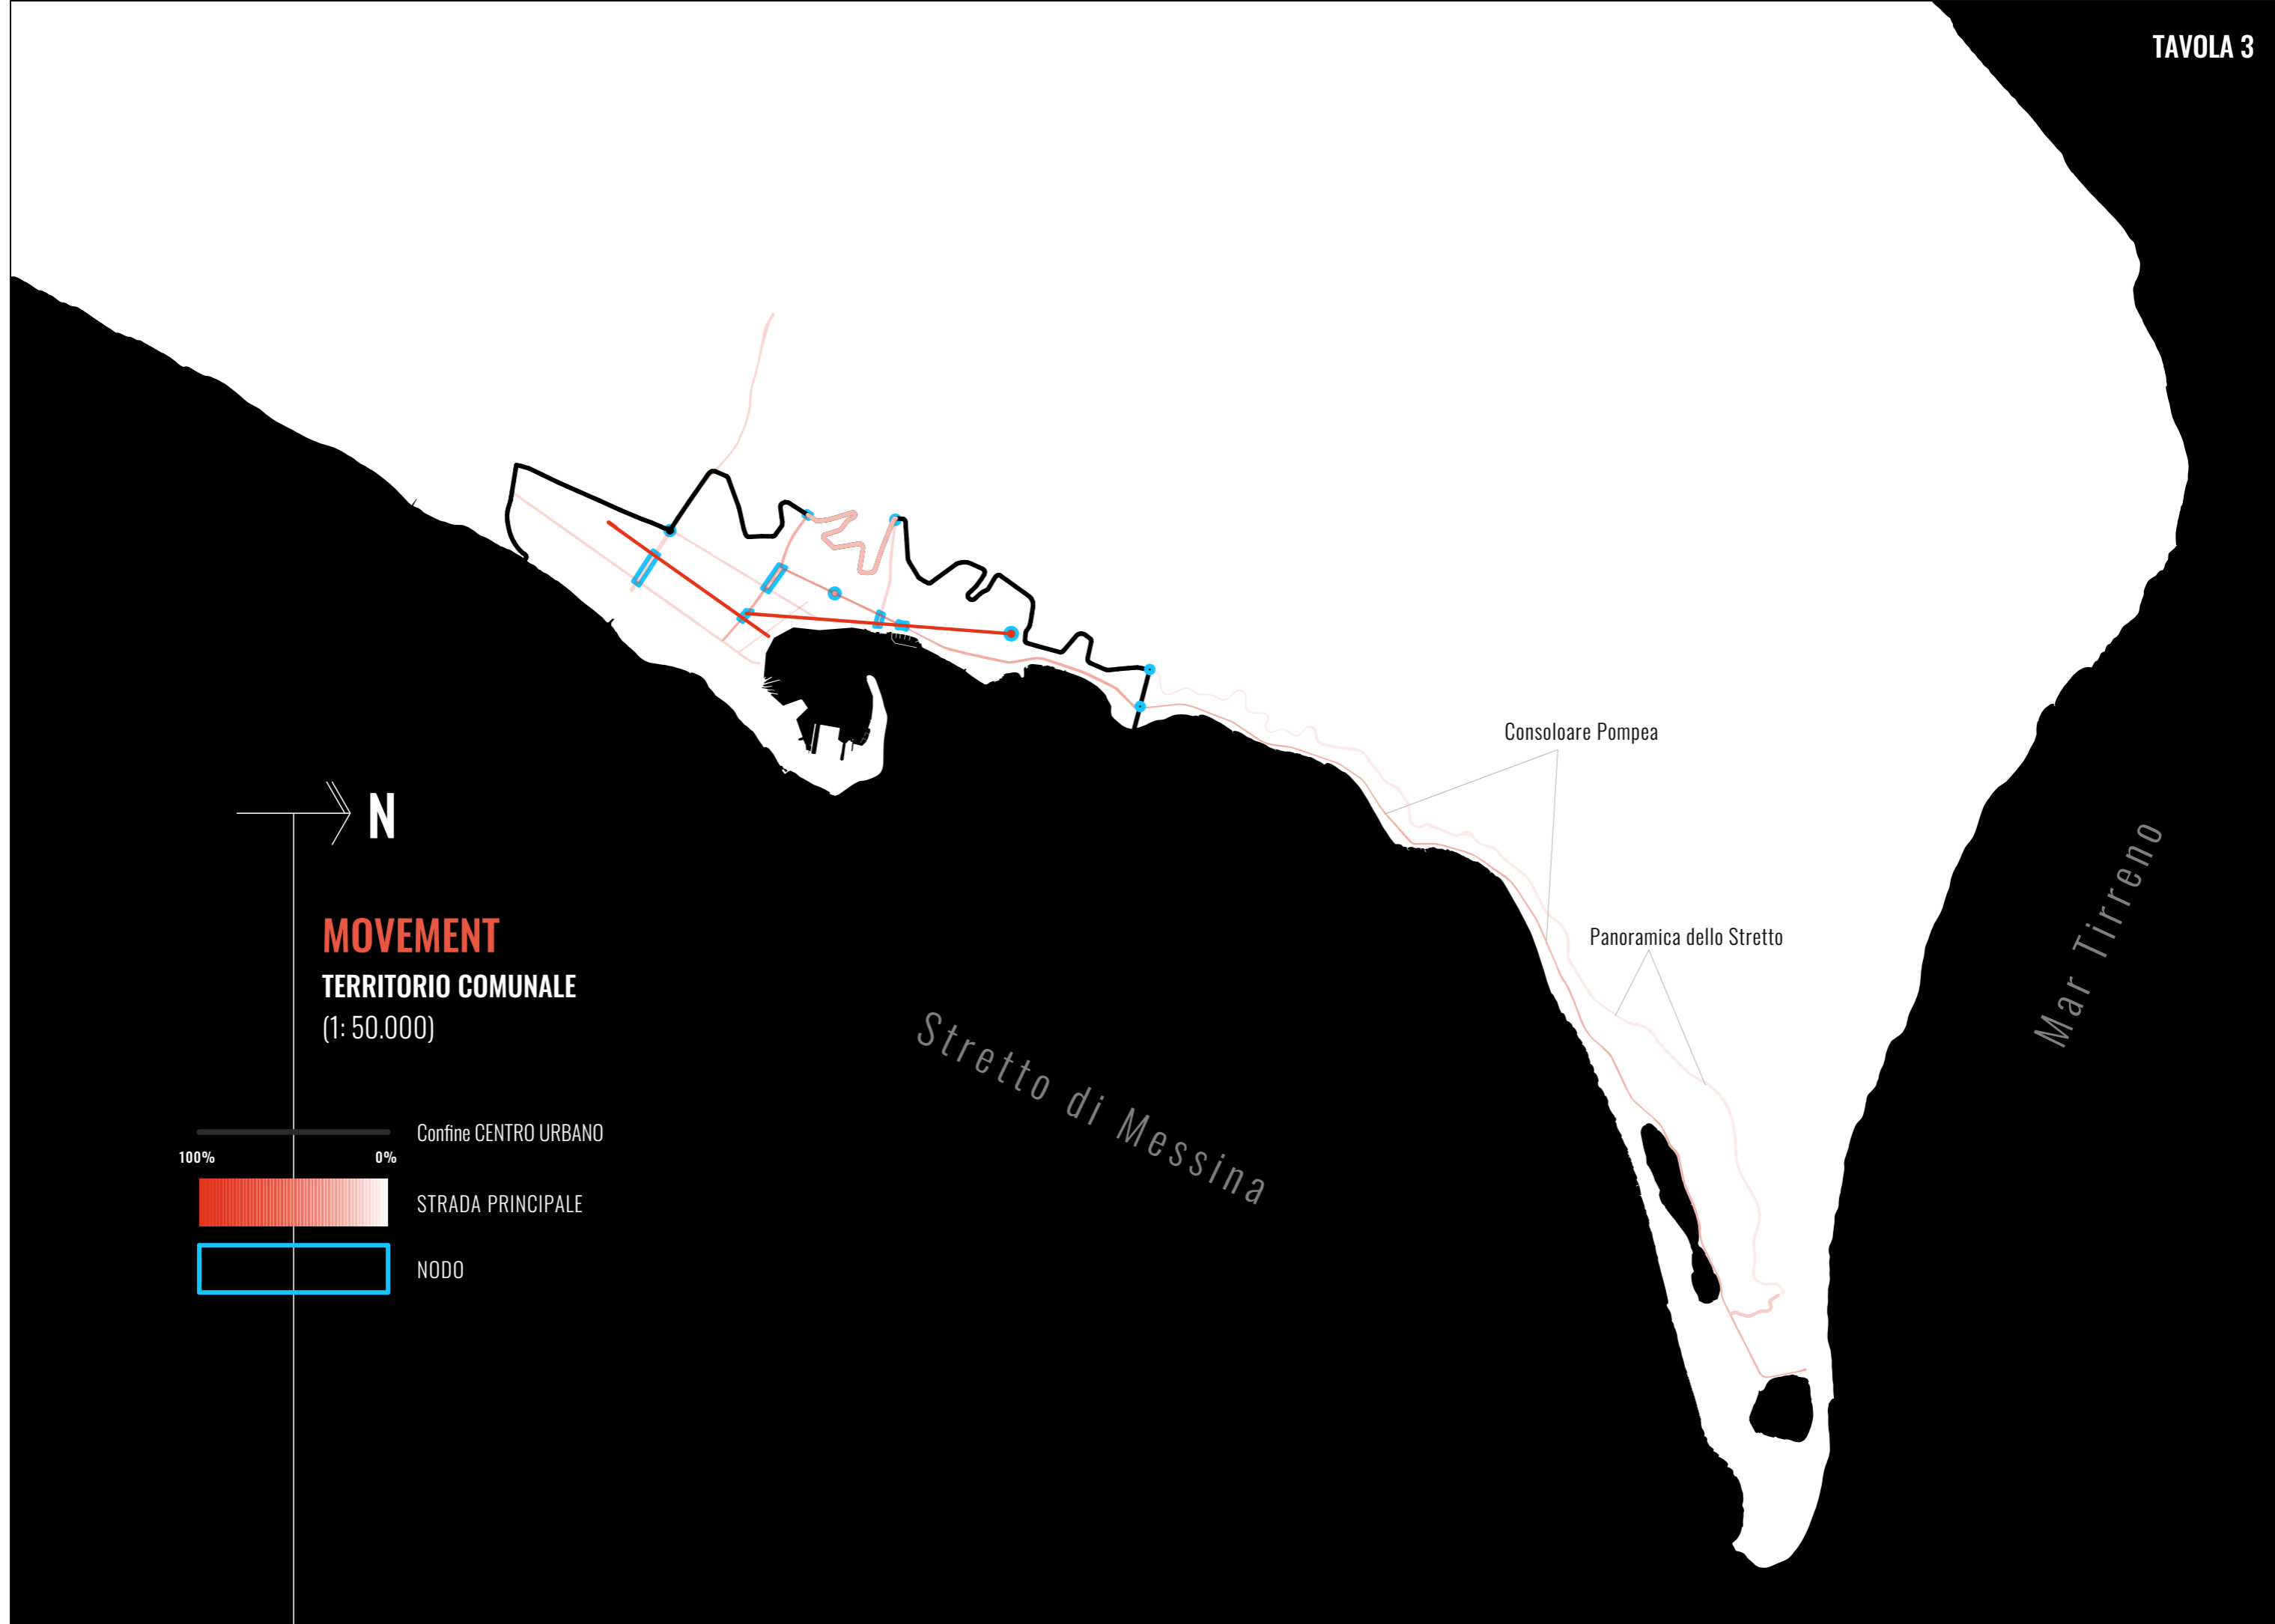 TAVOLA 3
Consoloare Pompea
Panoramica dello Stretto
Mar Tirreno
Stretto di Messina
N
MOVEMENT
TERRITORIO COMUNALE
(1: 50.000)
Confine CENTRO URBANO
100% 0%
STRADA PRINCIPALE
NODO